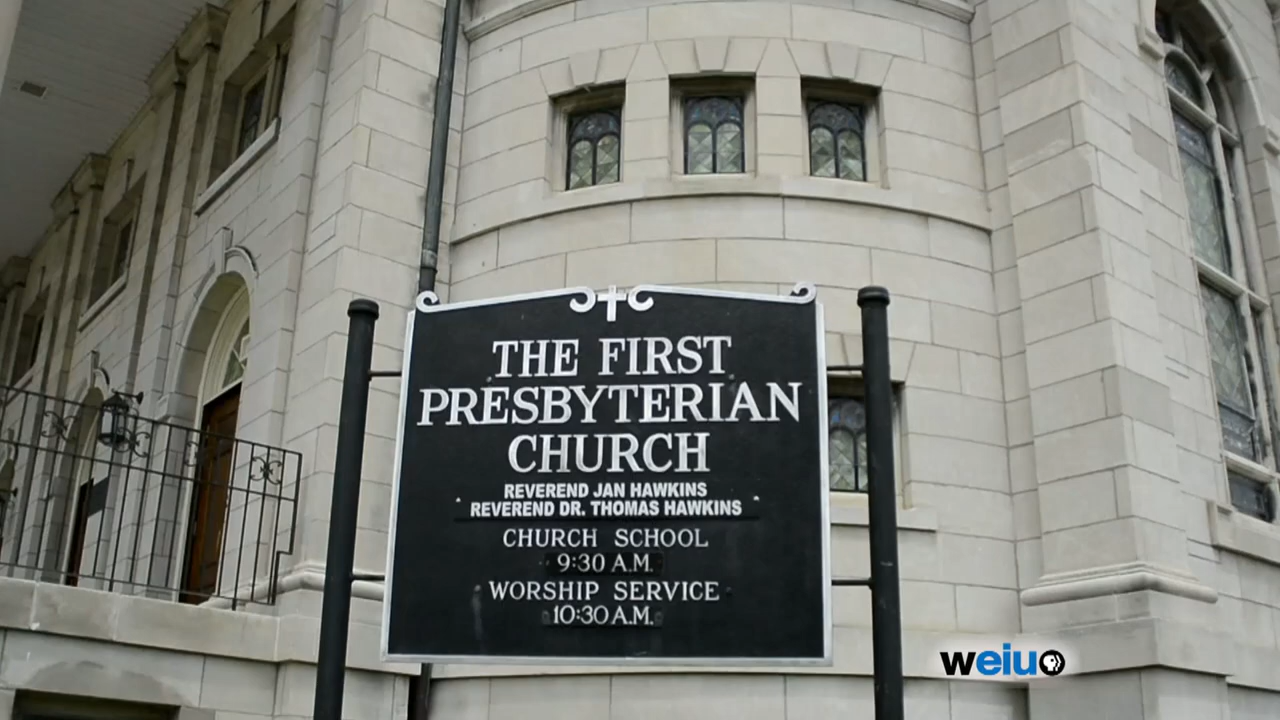 THE FIRST
PRESBYTERIAN
CHURCH
REVEREND JAN HAWKINS
REVEREND DR. THOMAS HAWKINS
CHURCH SCHOOL
9:30 A.M.
WORSHIP SERVICE
10:30 A.M.
weiu